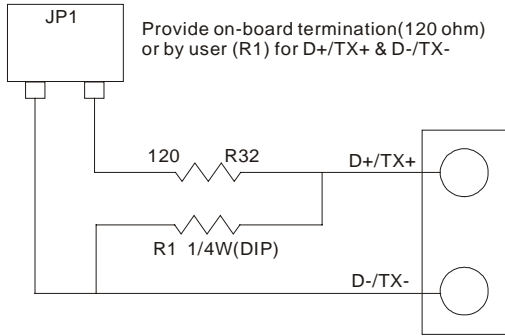 JP1
Provide on-board termination(120 ohm)
or by user (R1) for D+/TX+ & D-/TX-
120 R32
D+/TX+
R1 1/4W(DIP)
D-/TX-